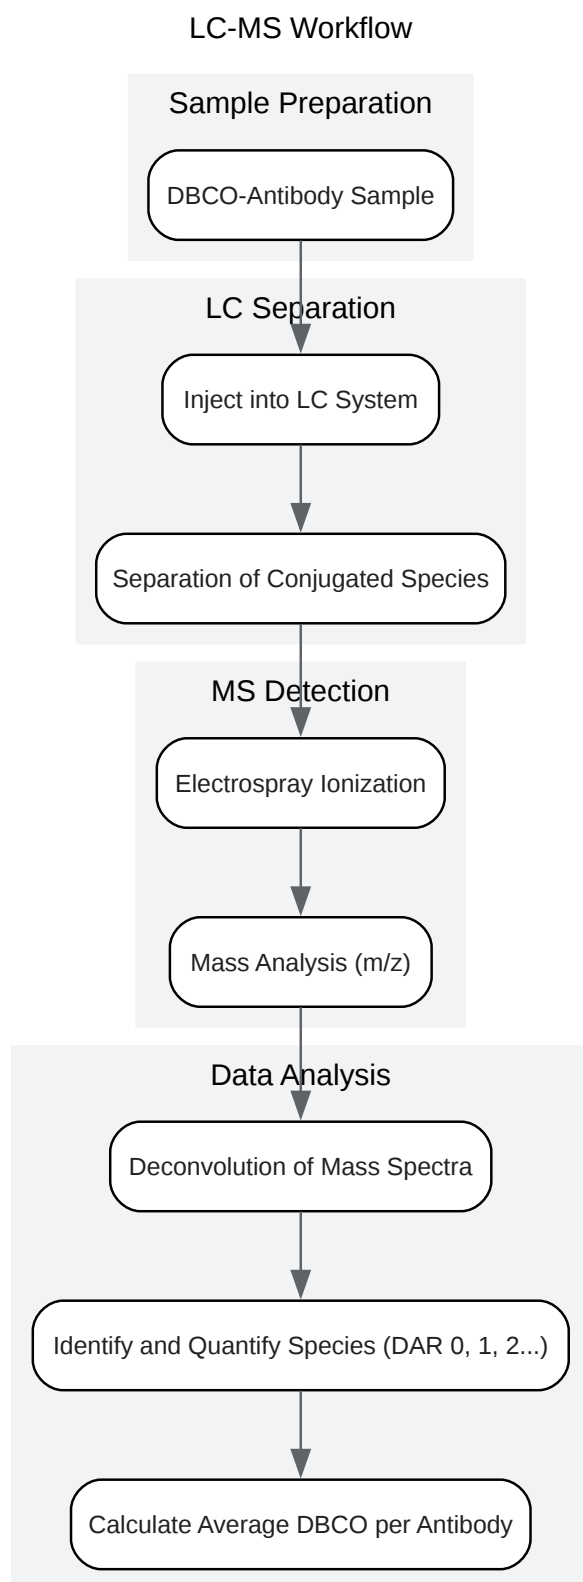 LC-MS Workflow
Sample Preparation
DBCO-Antibody Sample
LC Separation
Inject into LC System
Separation of Conjugated Species
MS Detection
Electrospray Ionization
Mass Analysis (m/z)
Data Analysis
Deconvolution of Mass Spectra
Identify and Quantify Species (DAR 0, 1, 2...)
Calculate Average DBCO per Antibody